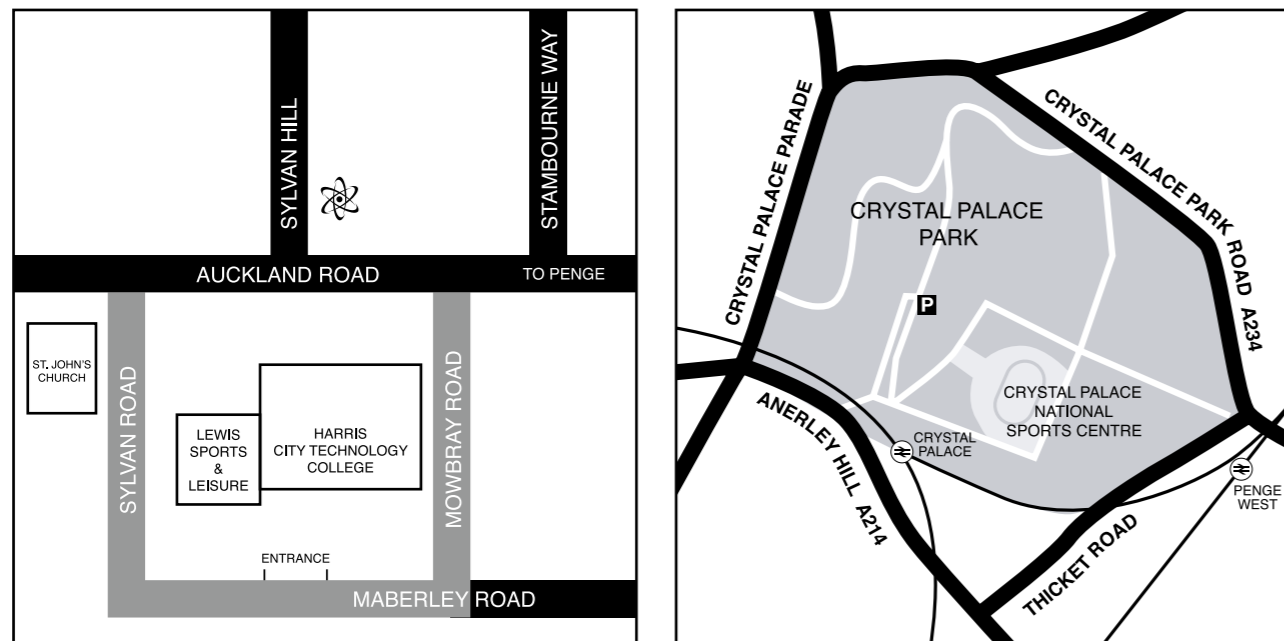 SYLVAN HILL
STAMBOURNE WAY
AUCKLAND ROAD
TO PENGE
ST. JOHN'S
CHURCH
SYLVAN ROAD
LEWIS
SPORTS
&
LEISURE
HARRIS
CITY TECHNOLOGY
COLLEGE
MOWBRAY ROAD
ENTRANCE
MABERLEY ROAD
CRYSTAL PALACE PARADE
CRYSTAL PALACE PARK ROAD A234
CRYSTAL PALACE
PARK
P
CRYSTAL PALACE
NATIONAL
SPORTS CENTRE
CRYSTAL
PALACE
ANERLEY HILL A214
PENGE
WEST
THICKET ROAD